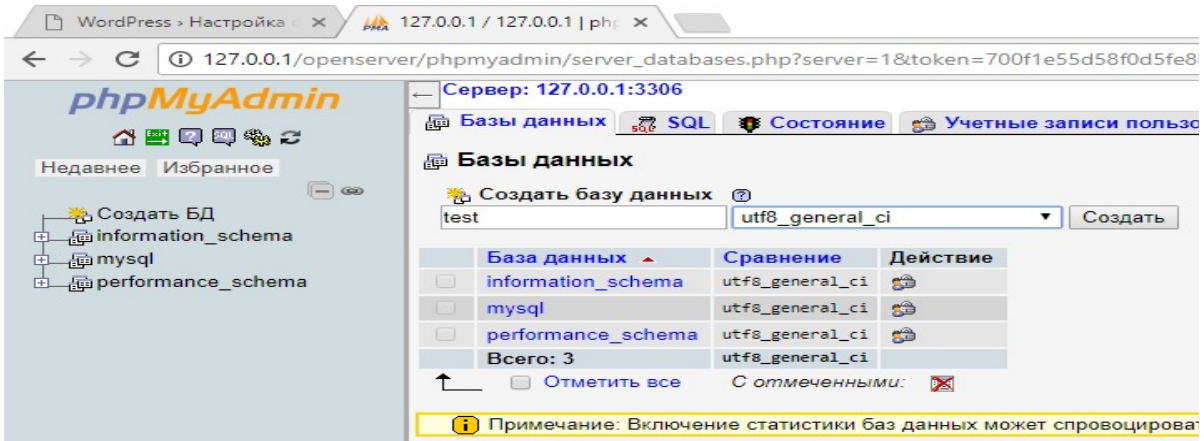 WordPress › Настройка
127.0.0.1 / 127.0.0.1 | php
127.0.0.1/openserver/phpmyadmin/server_databases.php?server=1&token=700f1e55d58f0d5fe8
phpMyAdmin
Недавнее Избранное
Создать БД
information_schema
mysql
performance_schema
Сервер: 127.0.0.1:3306
Базы данных SQL Состояние Учетные записи пользо
Базы данных
Создать базу данных
test utf8_general_ci Создать
База данных Сравнение Действие
information_schema utf8_general_ci
mysql utf8_general_ci
performance_schema utf8_general_ci
Всего: 3 utf8_general_ci
Отметить все С отмеченными:
Примечание: Включение статистики баз данных может спровоцироват